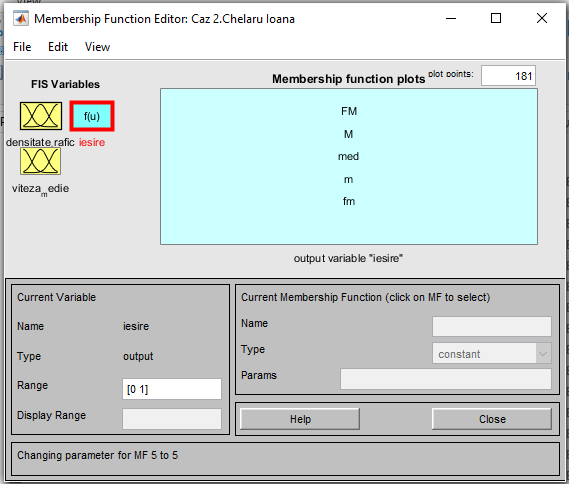 Membership Function Editor: Caz 2.Chelaru Ioana
File Edit View
FIS Variables
Membership function plots plot points: 181
f(u)
densitate,rafic iesire
viteza_medie
FM
M
med
m
fm
output variable "iesire"
Current Variable
Name iesire
Type output
Range [0 1]
Display Range
Current Membership Function (click on MF to select)
Name
Type constant
Params
Help Close
Changing parameter for MF 5 to 5